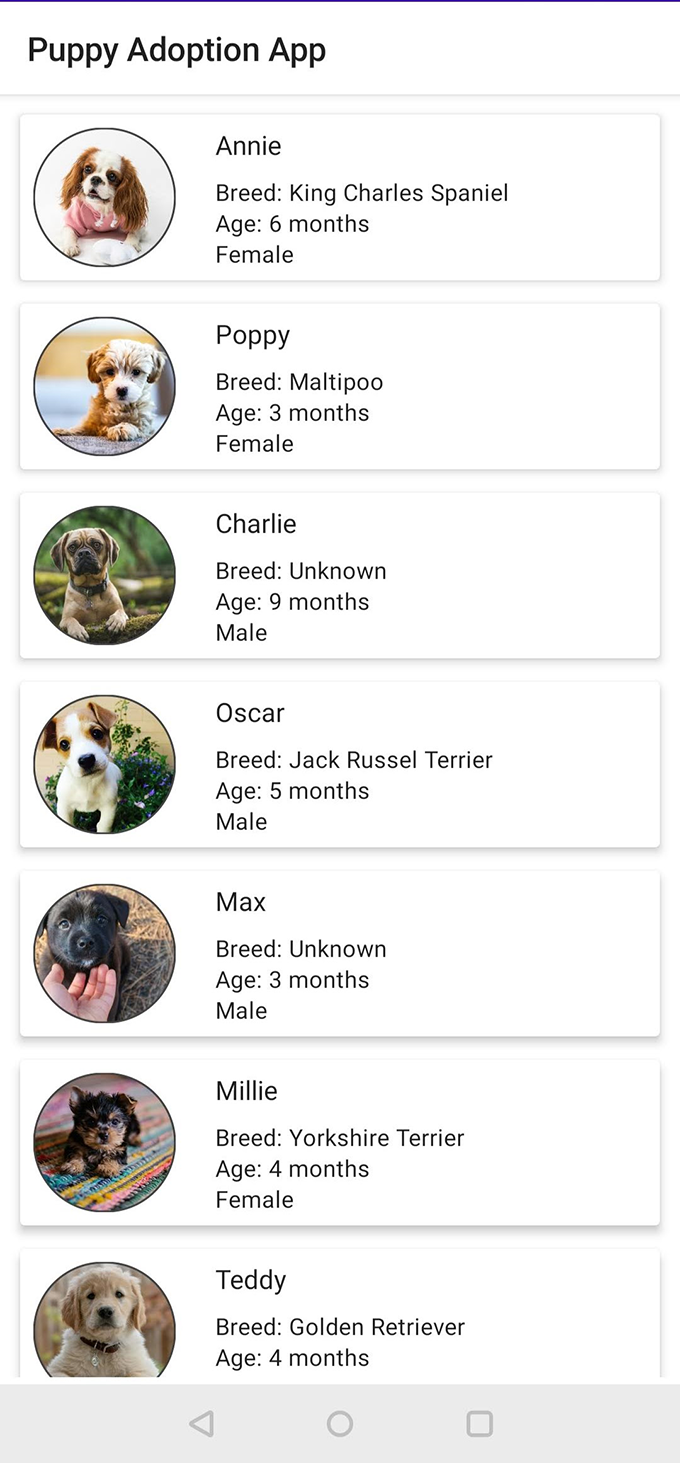 Puppy Adoption App
Annie
Breed: King Charles Spaniel
Age: 6 months
Female
Poppy
Breed: Maltipoo
Age: 3 months
Female
Charlie
Breed: Unknown
Age: 9 months
Male
Oscar
Breed: Jack Russel Terrier
Age: 5 months
Male
Max
Breed: Unknown
Age: 3 months
Male
Millie
Breed: Yorkshire Terrier
Age: 4 months
Female
Teddy
Breed: Golden Retriever
Age: 4 months